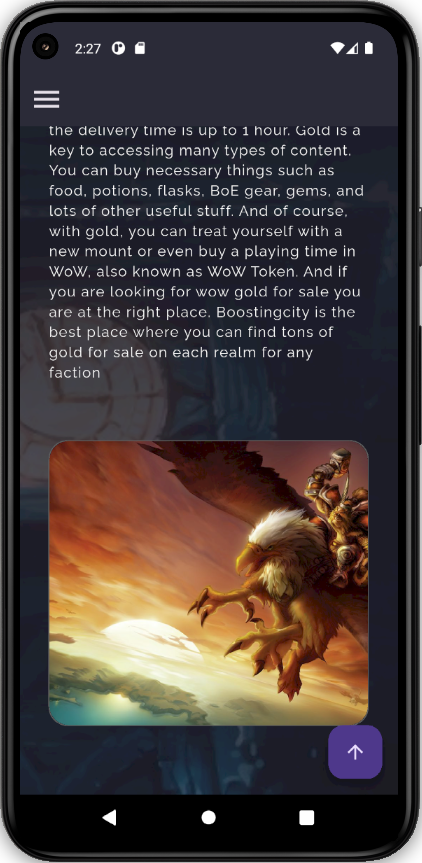 2:27
the delivery time is up to 1 hour. Gold is a
key to accessing many types of content.
You can buy necessary things such as
food, potions, flasks, BoE gear, gems, and
lots of other useful stuff. And of course,
with gold, you can treat yourself with a
new mount or even buy a playing time in
WoW, also known as WoW Token. And if
you are looking for wow gold for sale you
are at the right place. Boostingcity is the
best place where you can find tons of
gold for sale on each realm for any
faction